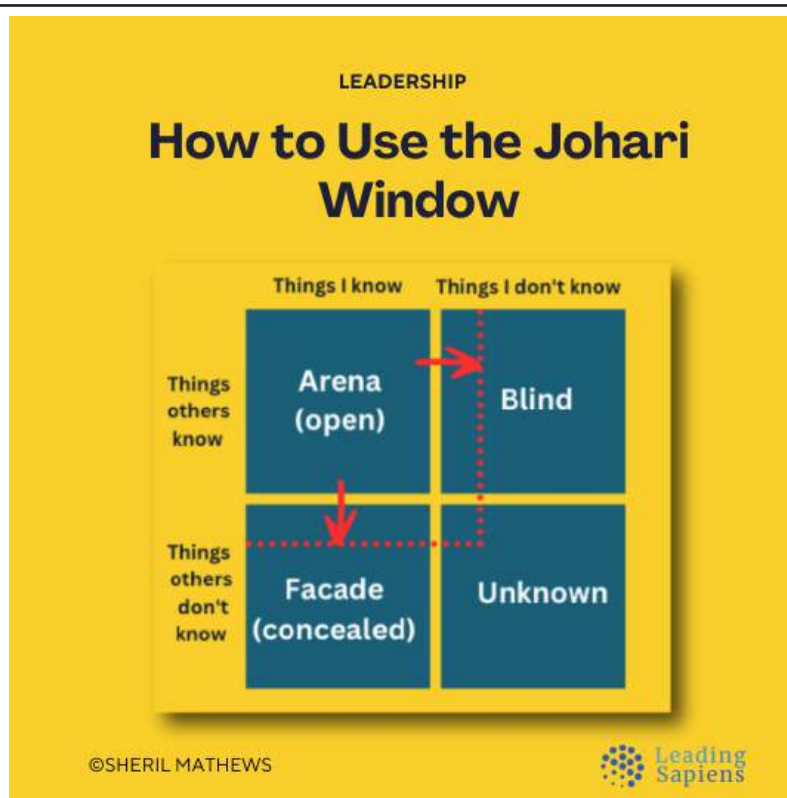 LEADERSHIP
How to Use the Johari
Window
Things I know
Things I don't know
Things
others
know
Arena
(open)
Blind
Things
others
don't
know
Facade
(concealed)
Unknown
©SHERIL MATHEWS
Leading
Sapiens